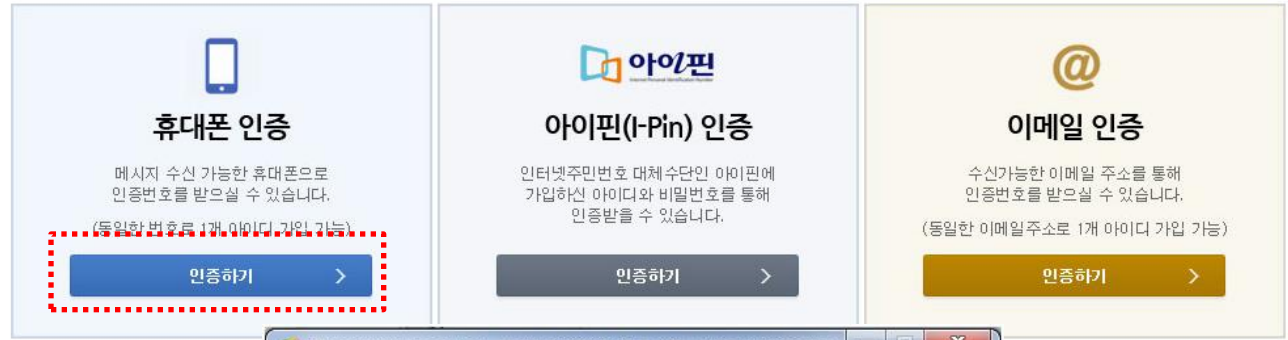 아이핀
휴대폰 인증
메시지 수신 가능한 휴대폰으로
인증번호를 받으실 수 있습니다.
(동일한 번호로 1개 아이디 가입 가능)
인증하기
아이핀(I-Pin) 인증
인터넷주민번호 대체수단인 아이핀에
가입하신 아이디와 비밀번호를 통해
인증받을 수 있습니다.
인증하기
@
이메일 인증
수신가능한 이메일 주소를 통해
인증번호를 받으실 수 있습니다.
(동일한 이메일주소로 1개 아이디 가입 가능)
인증하기